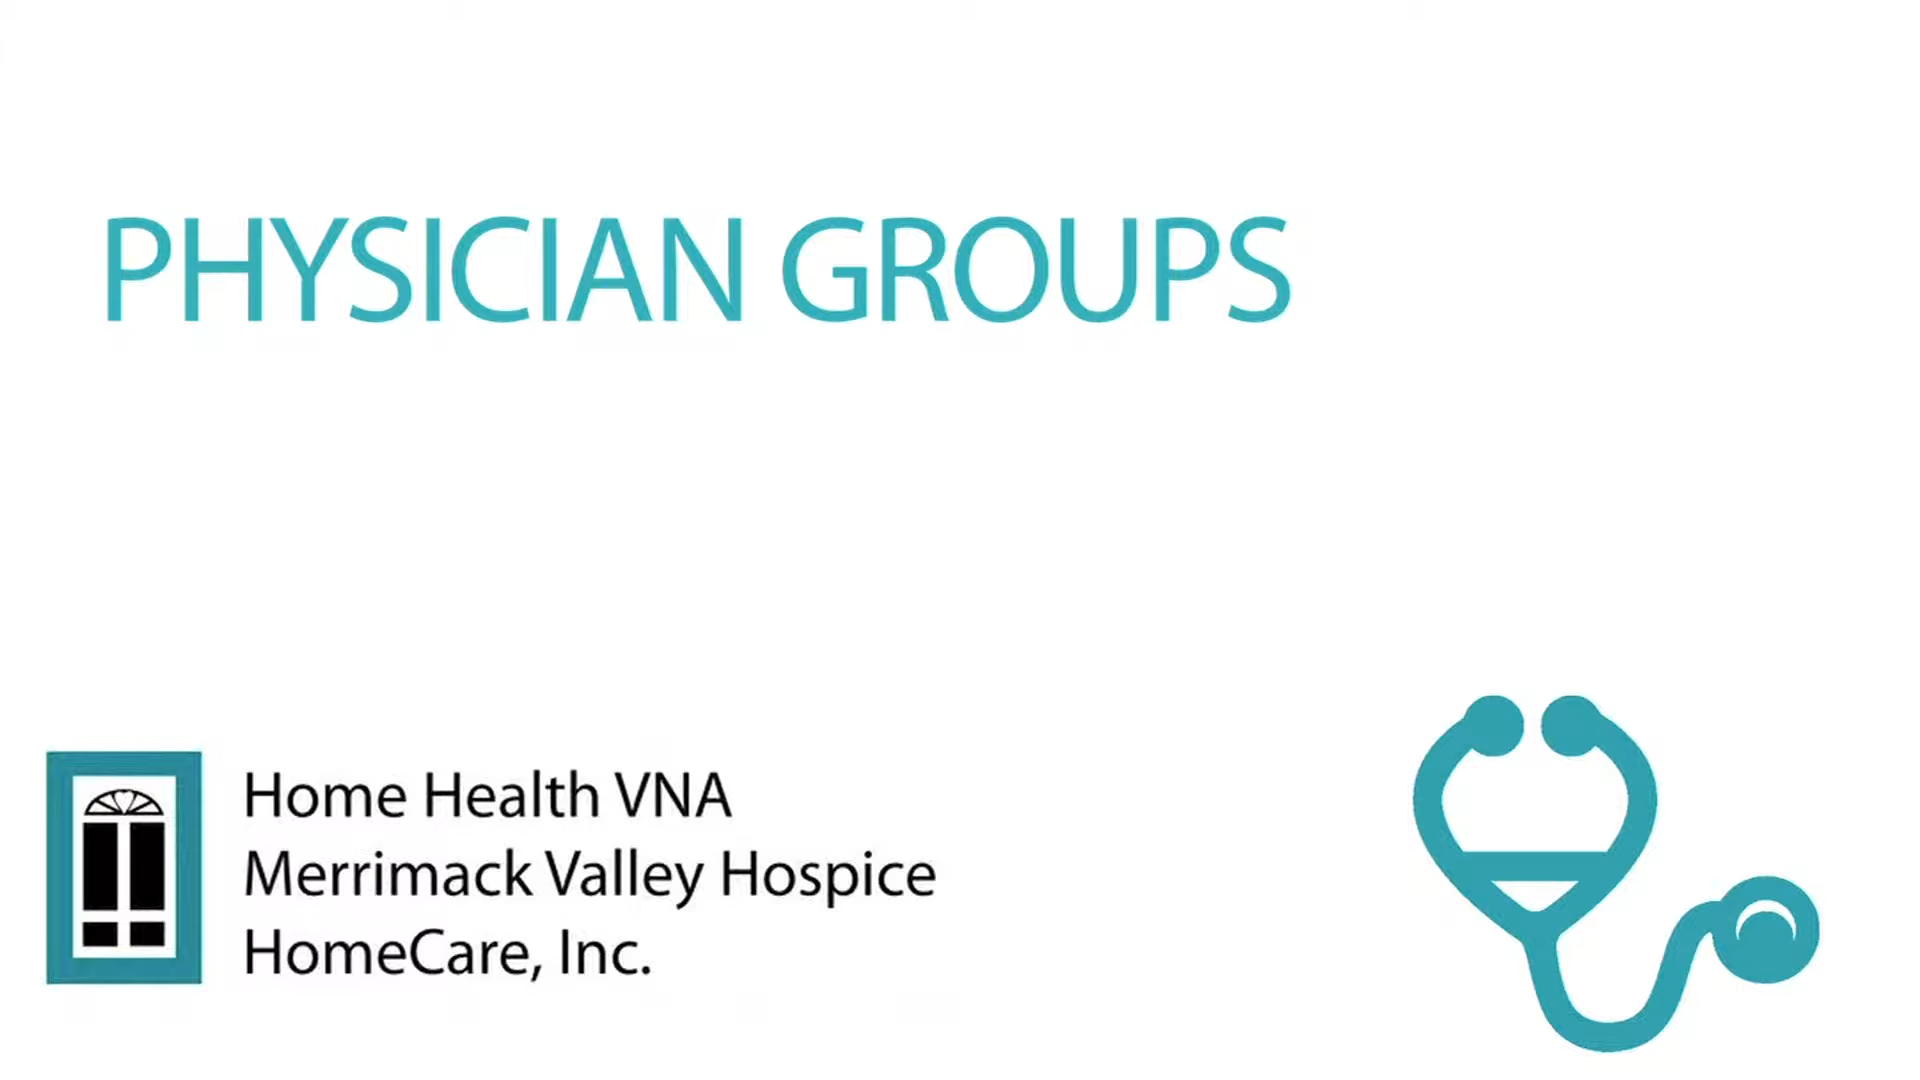 PHYSICIAN GROUPS
Home Health VNA
Merrimack Valley Hospice
HomeCare, Inc.